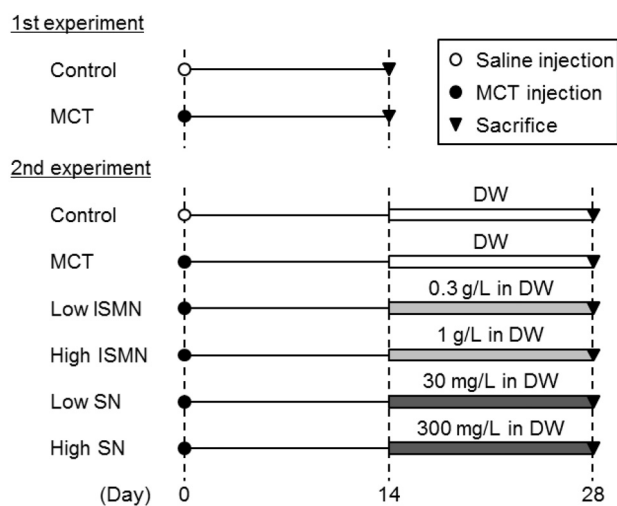 1st experiment
Control
MCT
Saline injection
MCT injection
Sacrifice
2nd experiment
DW
Control
DW
MCT
0.3 g/L in DW
Low ISMN
1 g/L in DW
High ISMN
30 mg/L in DW
Low SN
300 mg/L in DW
High SN
(Day) 0 14 28